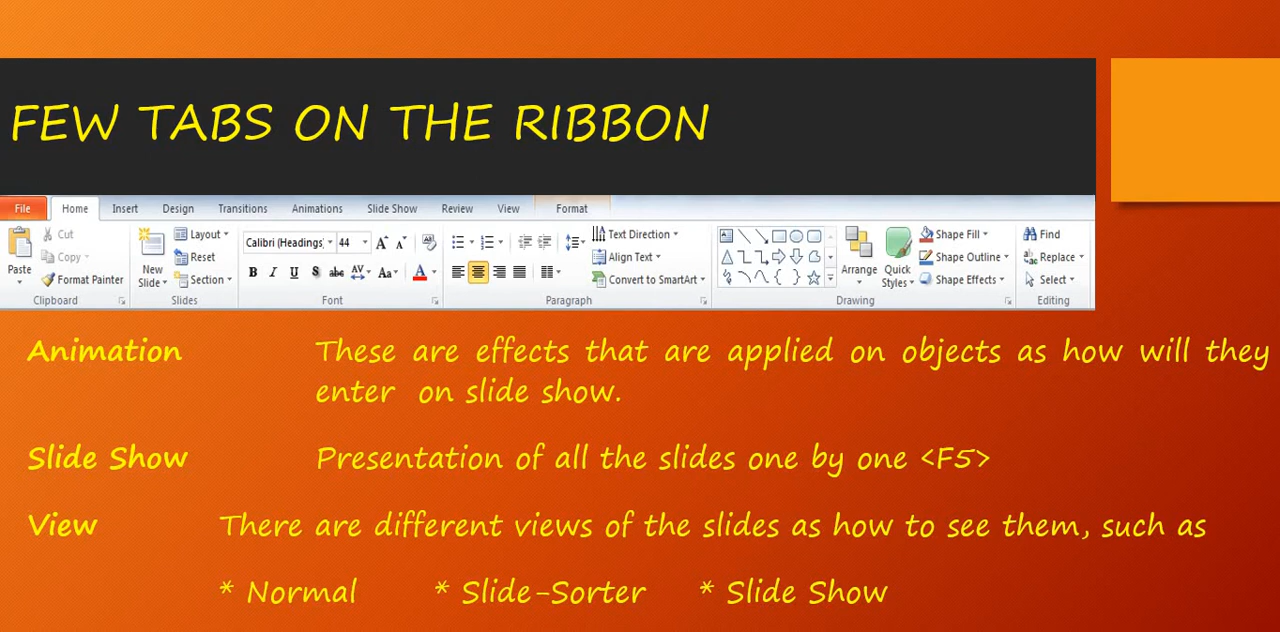 FEW TABS ON THE RIBBON
File Home Insert Design Transitions Animations Slide Show Review View Format
Cut Layout Calibri (Headings) 44 Text Direction Shape Fill Find
Copy Reset Align Text Shape Outline Replace
Paste Format Painter New Slide Section B I U S abc AV Aa A Convert to SmartArt Arrange Quick Styles Shape Effects Select
Clipboard Slides Font Paragraph Drawing Editing
Animation These are effects that are applied on objects as how will they
enter on slide show.
Slide Show Presentation of all the slides one by one <F5>
View There are different views of the slides as how to see them, such as
* Normal * Slide-Sorter * Slide Show